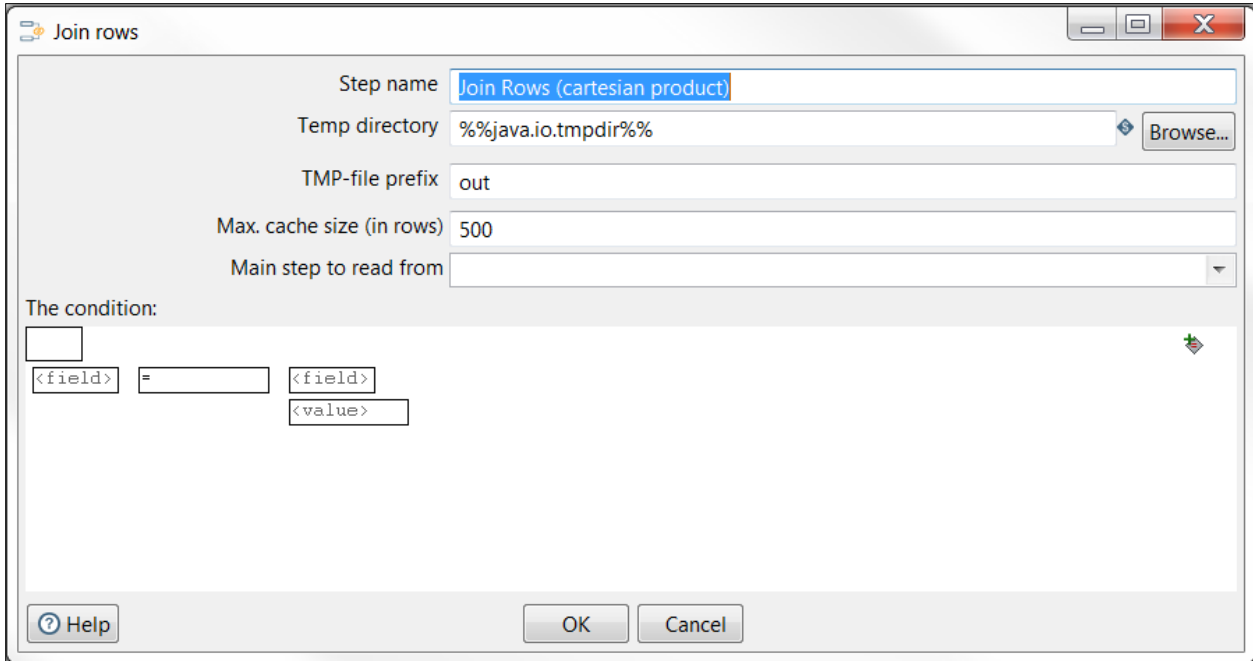 Join rows
Step name Join Rows (cartesian product)
Temp directory %%java.io.tmpdir%% Browse...
TMP-file prefix out
Max. cache size (in rows) 500
Main step to read from
The condition:
<field> = <field>
<value>
Help OK Cancel